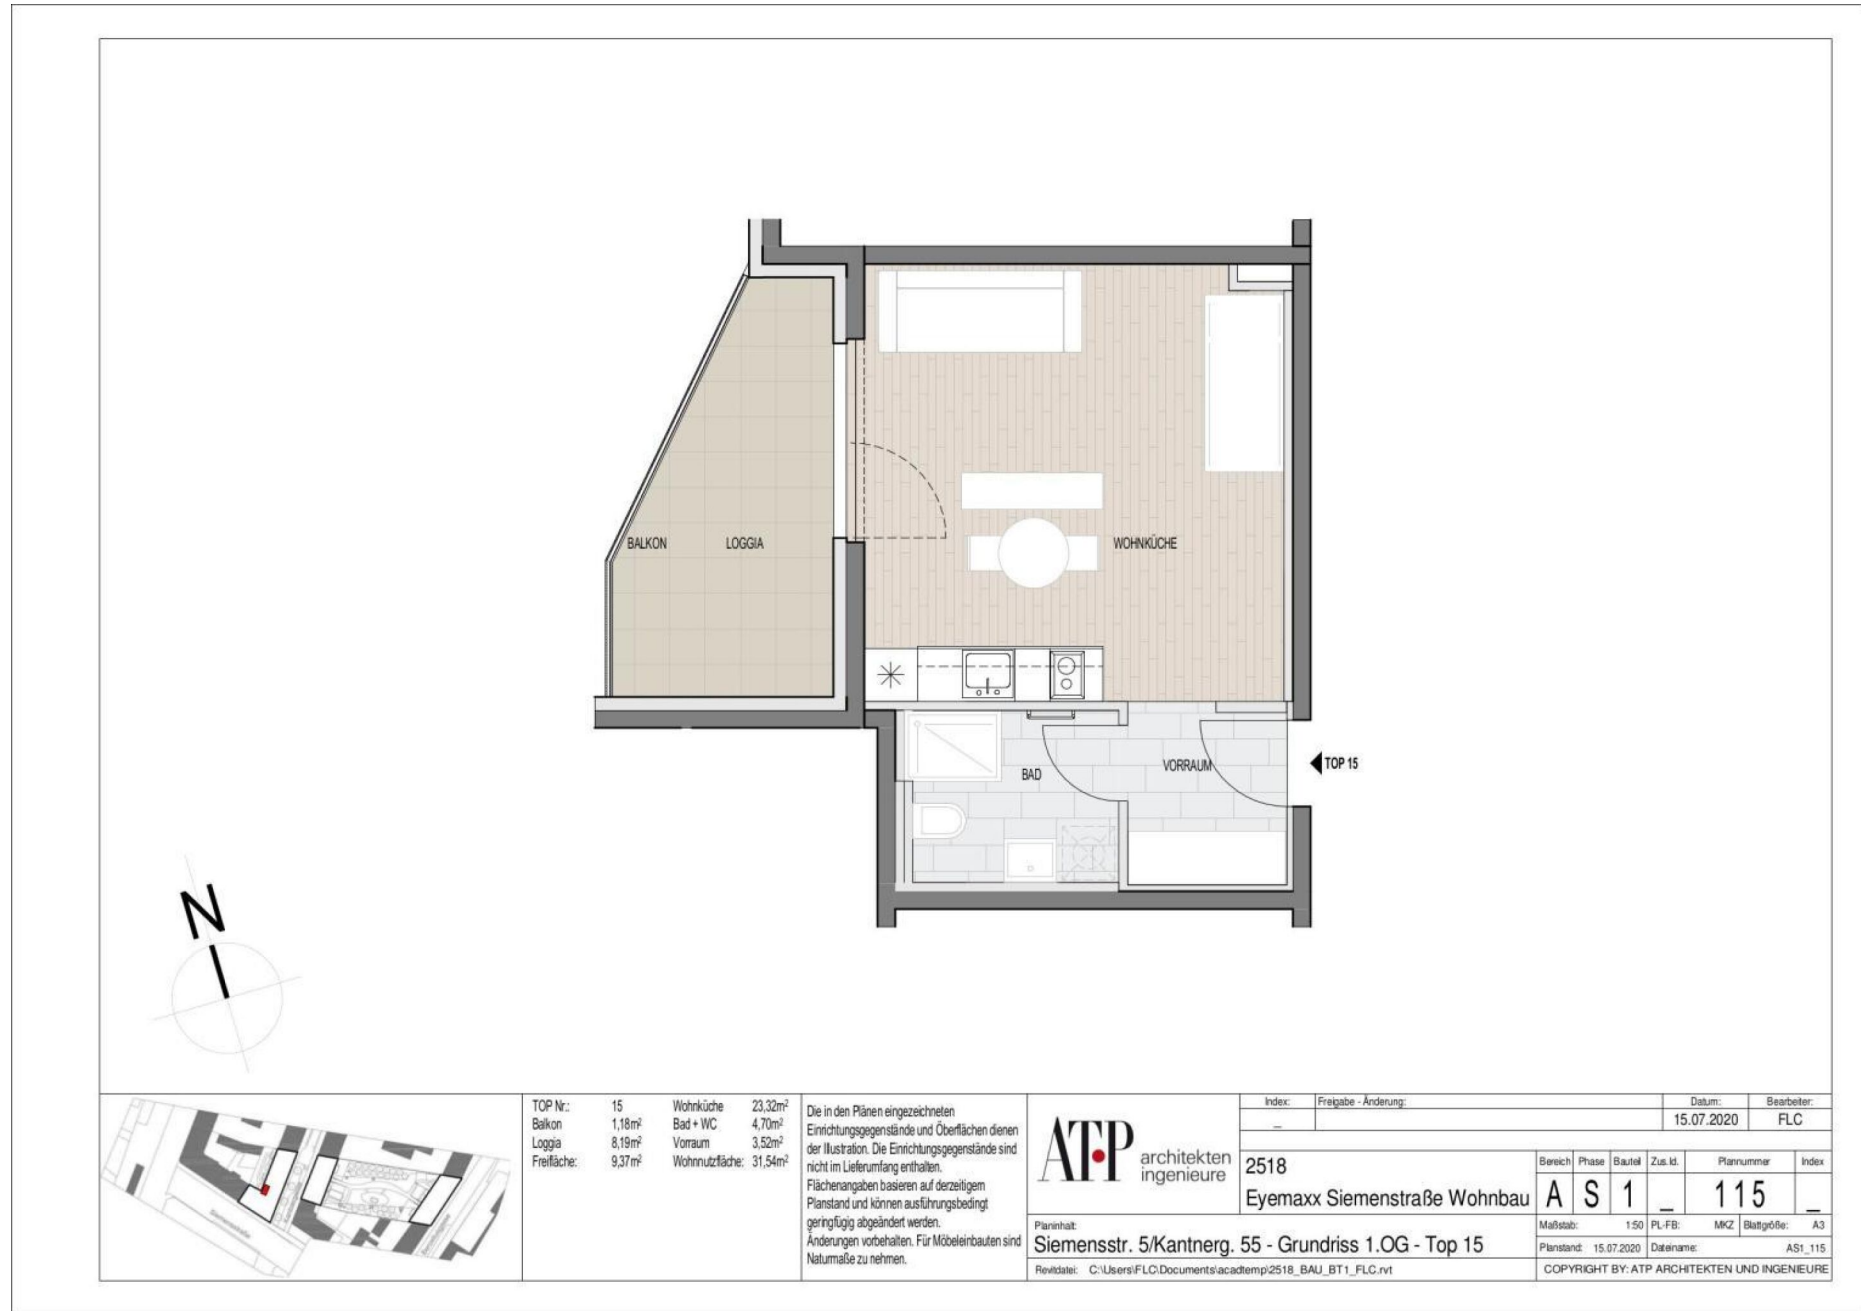 BALKON
LOGGIA
WOHNKÜCHE
BAD
VORRAUM
TOP 15
N
TOP Nr.: 15 Wohnküche 23,32m²
Balkon 1,18m² Bad + WC 4,70m²
Loggia 8,19m² Vorraum 3,52m²
Freifläche: 9,37m² Wohnnutzfläche: 31,54m²
Die in den Plänen eingezeichneten
Einrichtungsgegenstände und Oberflächen dienen
der Illustration. Die Einrichtungsgegenstände sind
nicht im Lieferumfang enthalten.
Flächenangaben basieren auf derzeitigem
Planstand und können ausführungsbedingt
geringfügig abgeändert werden.
Änderungen vorbehalten. Für Möbeleinbauten sind
Naturmaße zu nehmen.
ATP architekten
ingenieure
Index: Freigabe - Änderung: Datum: Bearbeiter:
_ 15.07.2020 FLC
2518
Eyemaxx Siemenstraße Wohnbau
Bereich Phase Bauteil Zus.Id. Plannummer Index
A S 1 _ 115 _
Maßstab: 1:50 PL-FB: MKZ Blattgröße: A3
Planstand: 15.07.2020 Dateiname: AS1_115
Planinhalt:
Siemensstr. 5/Kantnerg. 55 - Grundriss 1.OG - Top 15
Revitdatei: C:\Users\FLC\Documents\acadtemp\2518_BAU_BT1_FLC.rvt
COPYRIGHT BY: ATP ARCHITEKTEN UND INGENIEURE